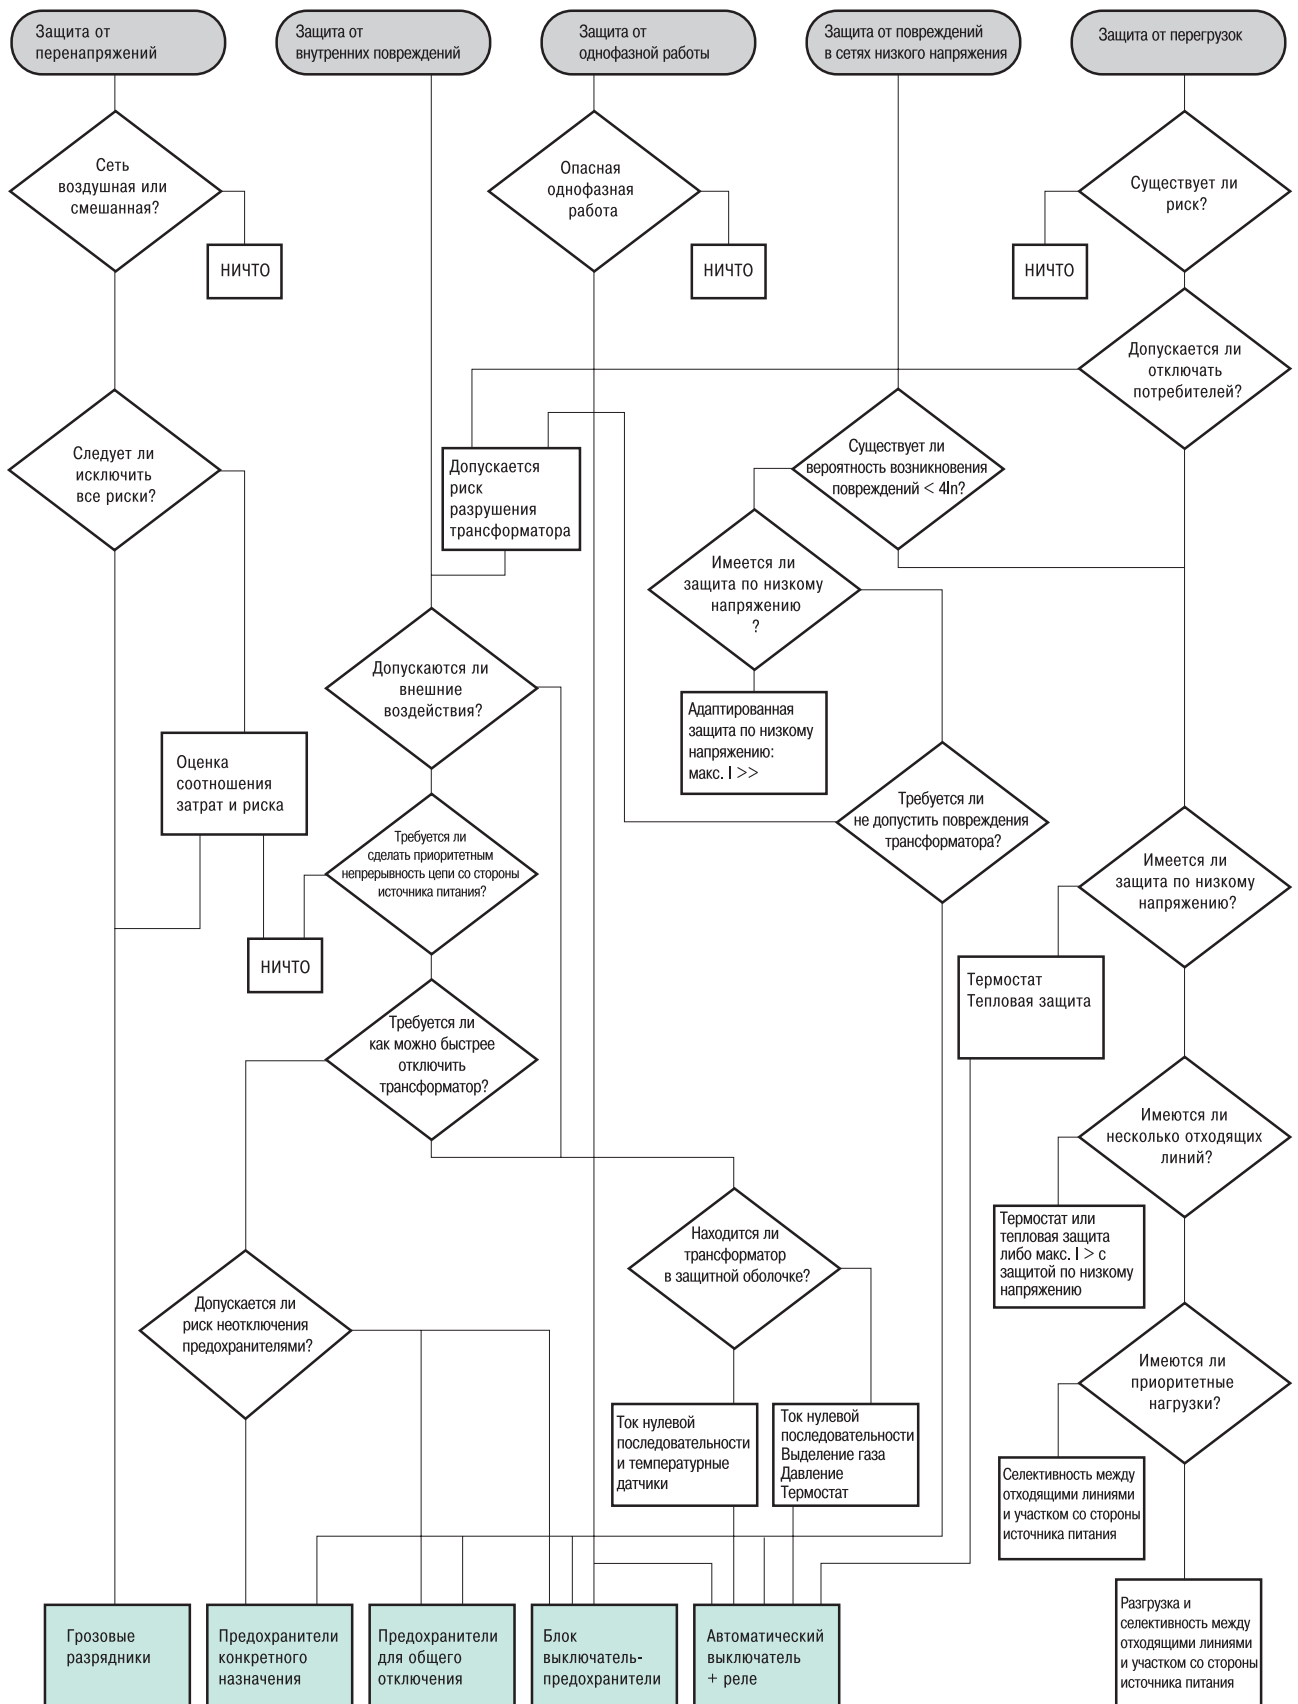 Защита от
перенапряжений
Защита от
внутренних повреждений
Защита от
однофазной работы
Защита от повреждений
в сетях низкого напряжения
Защита от перегрузок
Сеть
воздушная или
смешанная?
НИЧТО
Опасная
однофазная
работа
НИЧТО
Существует ли
риск?
НИЧТО
Допускается ли
отключать
потребителей?
Следует ли
исключить
все риски?
Допускается
риск
разрушения
трансформатора
Существует ли
вероятность возникновения
повреждений < 4In?
Имеется ли
защита по низкому
напряжению
?
Допускаются ли
внешние
воздействия?
Адаптированная
защита по низкому
напряжению:
макс. I >>
Оценка
соотношения
затрат и риска
Требуется ли
не допустить повреждения
трансформатора?
Требуется ли
сделать приоритетным
непрерывность цепи со стороны
источника питания?
Имеется ли
защита по низкому
напряжению?
НИЧТО
Термостат
Тепловая защита
Требуется ли
как можно быстрее
отключить
трансформатор?
Имеются ли
несколько отходящих
линий?
Находится ли
трансформатор
в защитной оболочке?
Термостат или
тепловая защита
либо макс. I > с
защитой по низкому
напряжению
Допускается ли
риск неотключения
предохранителями?
Имеются ли
приоритетные
нагрузки?
Ток нулевой
последовательности
и температурные
датчики
Ток нулевой
последовательности
Выделение газа
Давление
Термостат
Селективность между
отходящими линиями
и участком со стороны
источника питания
Грозовые
разрядники
Предохранители
конкретного
назначения
Предохранители
для общего
отключения
Блок
выключатель-
предохранители
Автоматический
выключатель
+ реле
Разгрузка и
селективность между
отходящими линиями
и участком со стороны
источника питания